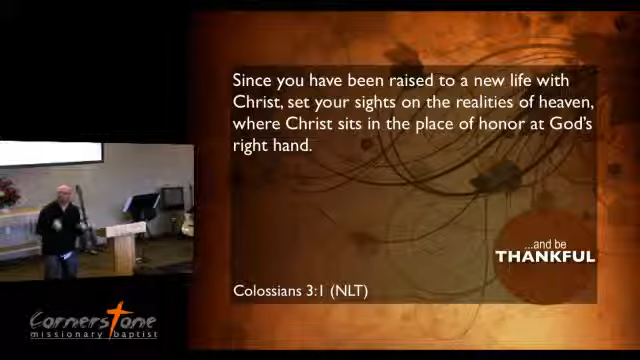 Since you have been raised to a new life with
Christ, set your sights on the realities of heaven,
where Christ sits in the place of honor at God's
right hand.
...and be
THANKFUL
Colossians 3:1 (NLT)
Cornerstone
missionary baptist